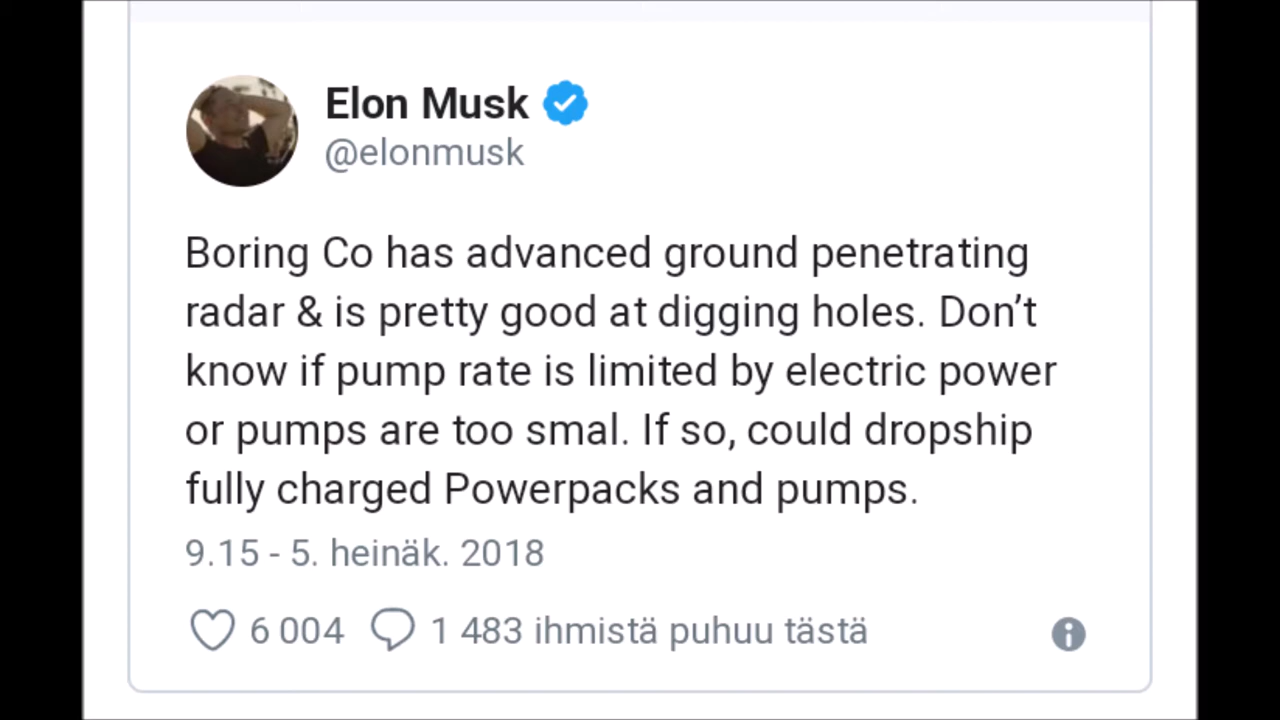 Elon Musk
@elonmusk
Boring Co has advanced ground penetrating
radar & is pretty good at digging holes. Don’t
know if pump rate is limited by electric power
or pumps are too smal. If so, could dropship
fully charged Powerpacks and pumps.
9.15 - 5. heinäk. 2018
6 004 1 483 ihmistä puhuu tästä